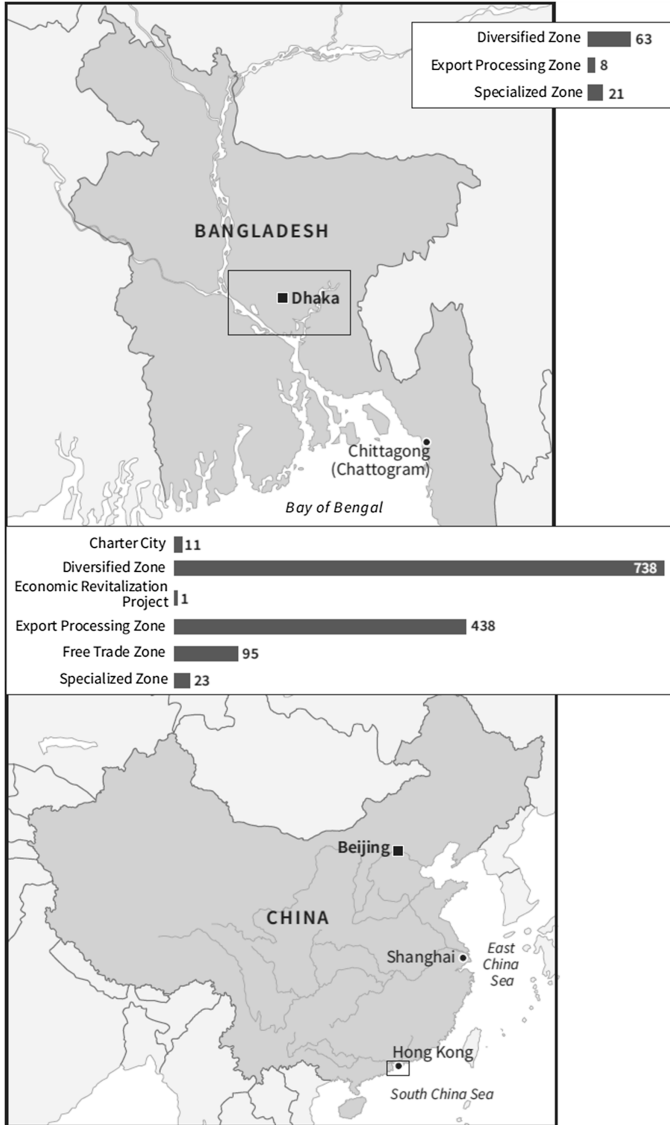 Diversified Zone 63
Export Processing Zone 8
Specialized Zone 21
BANGLADESH
Dhaka
Chittagong
(Chattogram)
Bay of Bengal
Charter City 11
Diversified Zone 738
Economic Revitalization
Project 1
Export Processing Zone 438
Free Trade Zone 95
Specialized Zone 23
Beijing
CHINA
Shanghai
East
China
Sea
Hong Kong
South China Sea